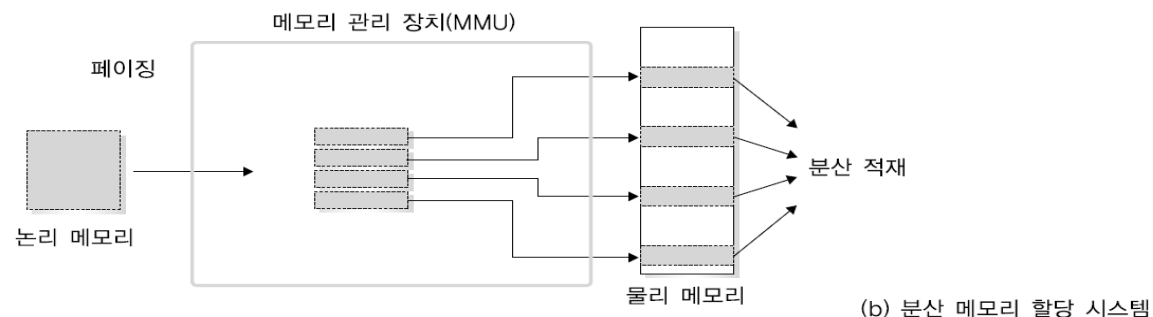 메모리 관리 장치(MMU)
페이징
분산 적재
논리 메모리
물리 메모리
(b) 분산 메모리 할당 시스템